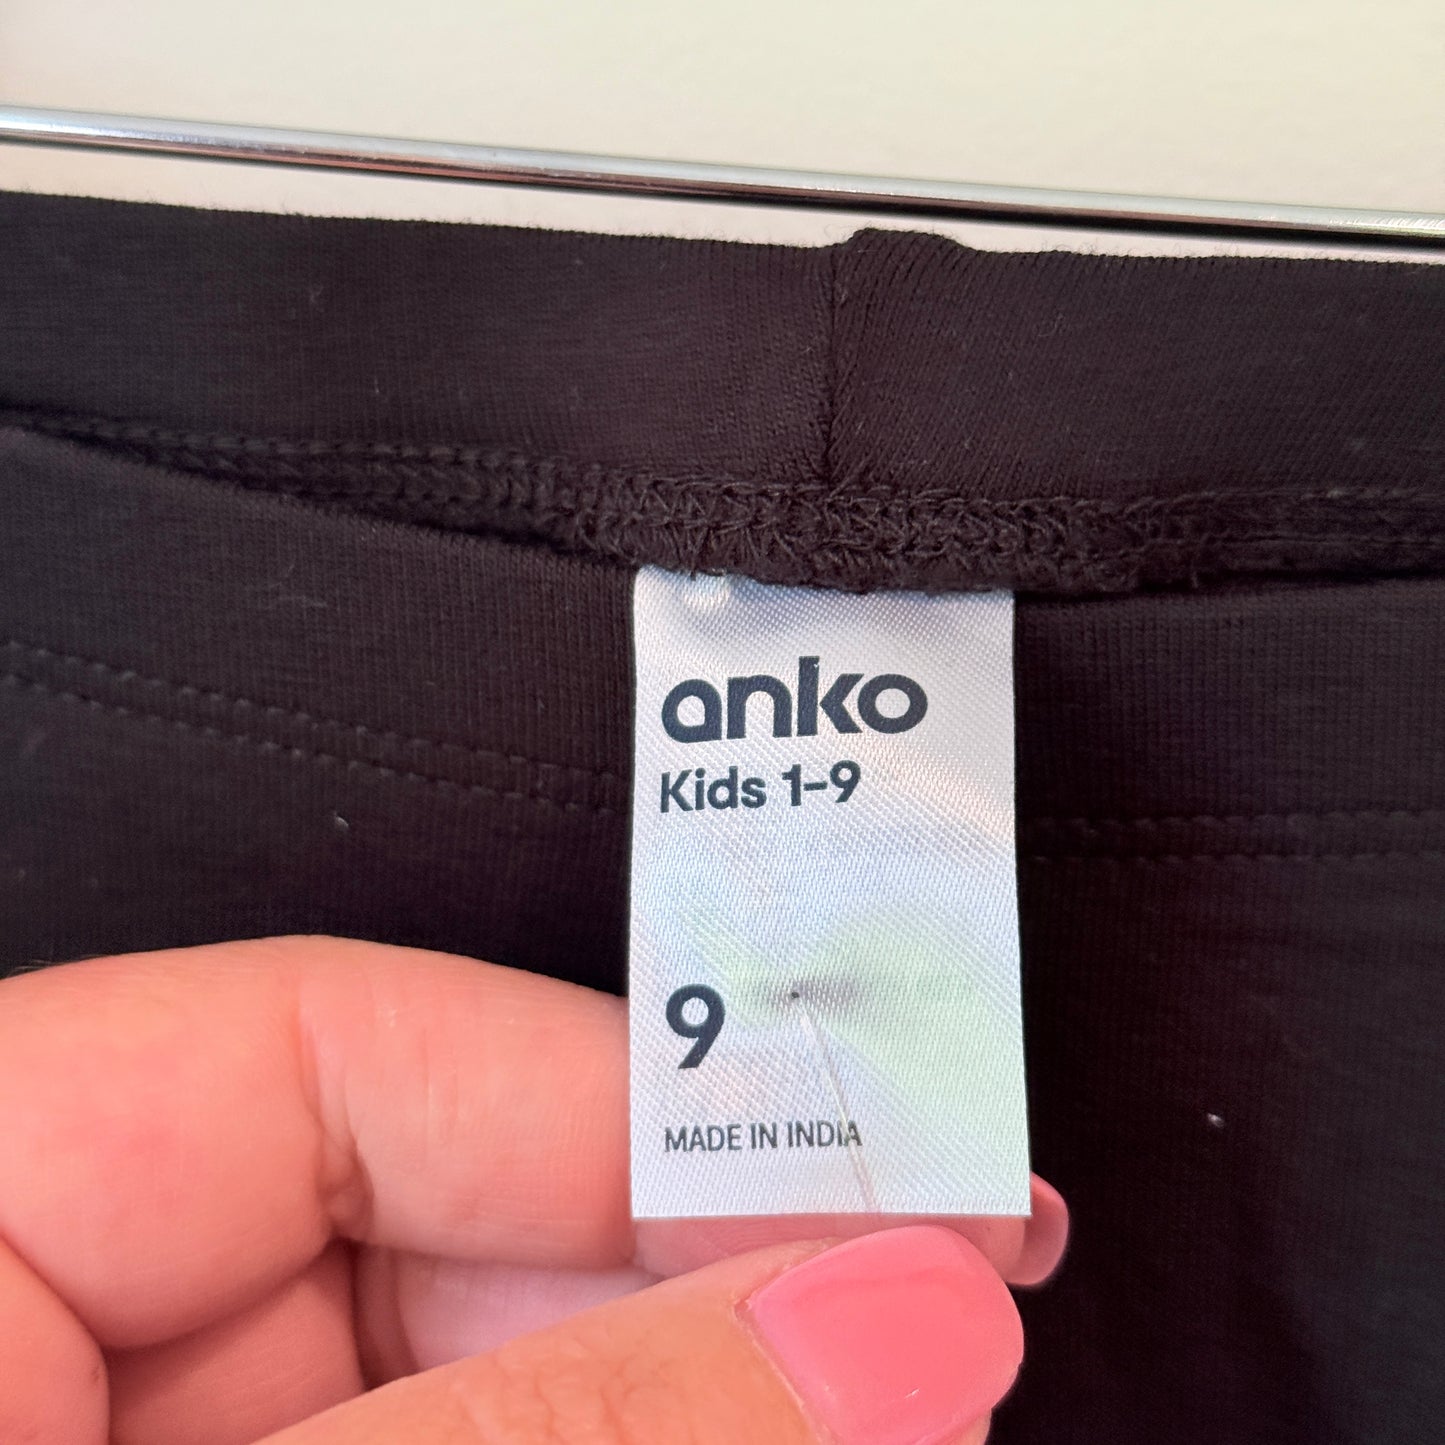 anko
Kids 1–9
9
MADE IN INDIA